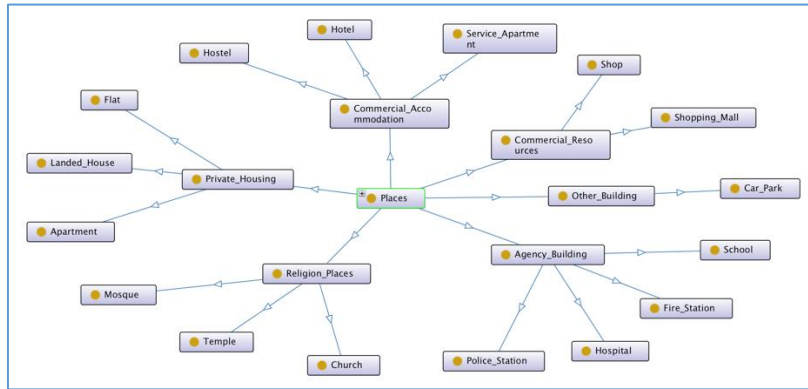 Hotel
Service_Apartme
nt
Hostel
Shop
Flat
Commercial_Acco
mmodation
Shopping_Mall
Commercial_Reso
urces
Landed_House
Private_Housing
Places
Other_Building
Car_Park
Apartment
Agency_Building
School
Religion_Places
Mosque
Fire_Station
Temple
Hospital
Church
Police_Station